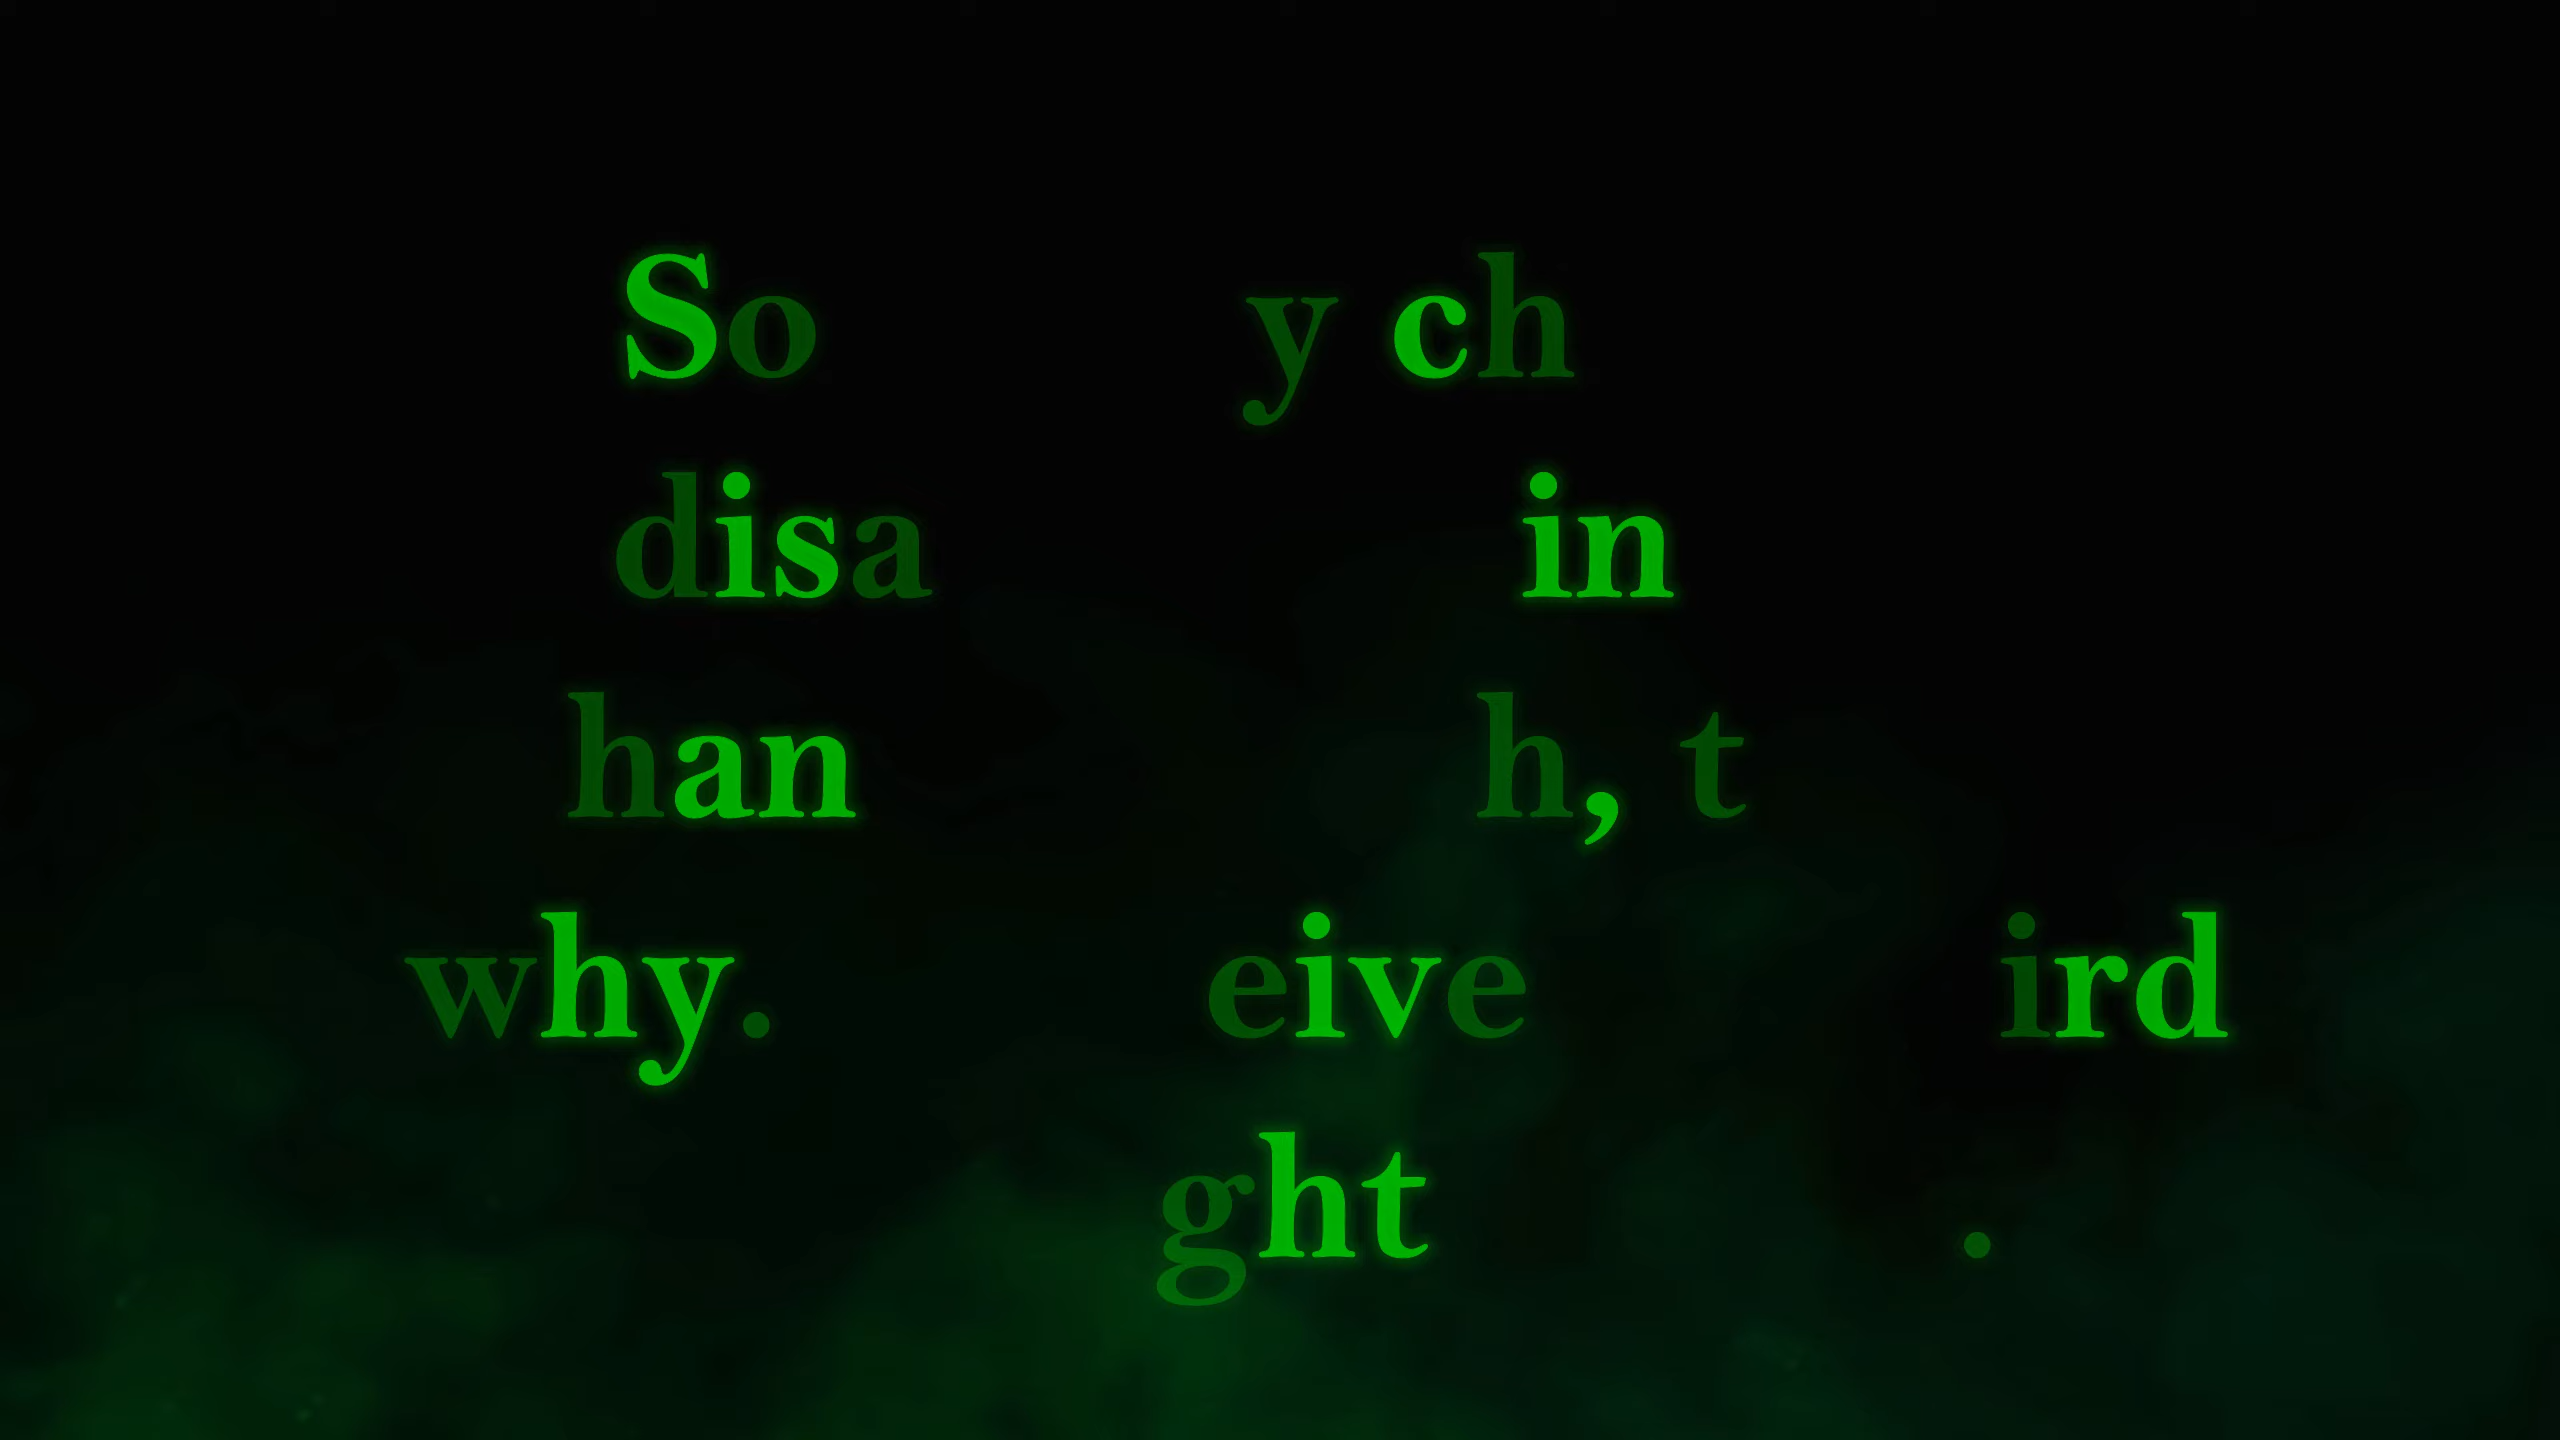 So y ch
disa in
han h, t
why. eive ird
ght .